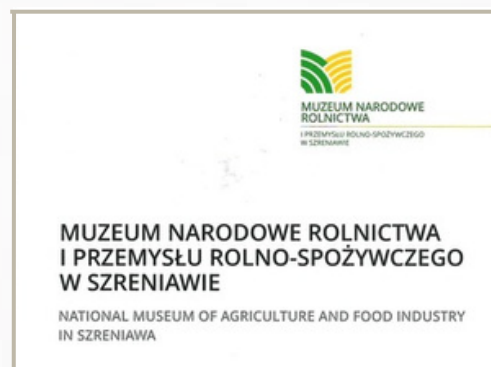 MUZEUM NARODOWE
ROLNICTWA
I PRZEMYSŁU ROLNO-SPOŻYWCZEGO
W SZRENIAWIE
MUZEUM NARODOWE ROLNICTWA
I PRZEMYSŁU ROLNO-SPOŻYWCZEGO
W SZRENIAWIE
NATIONAL MUSEUM OF AGRICULTURE AND FOOD INDUSTRY
IN SZRENIAWA